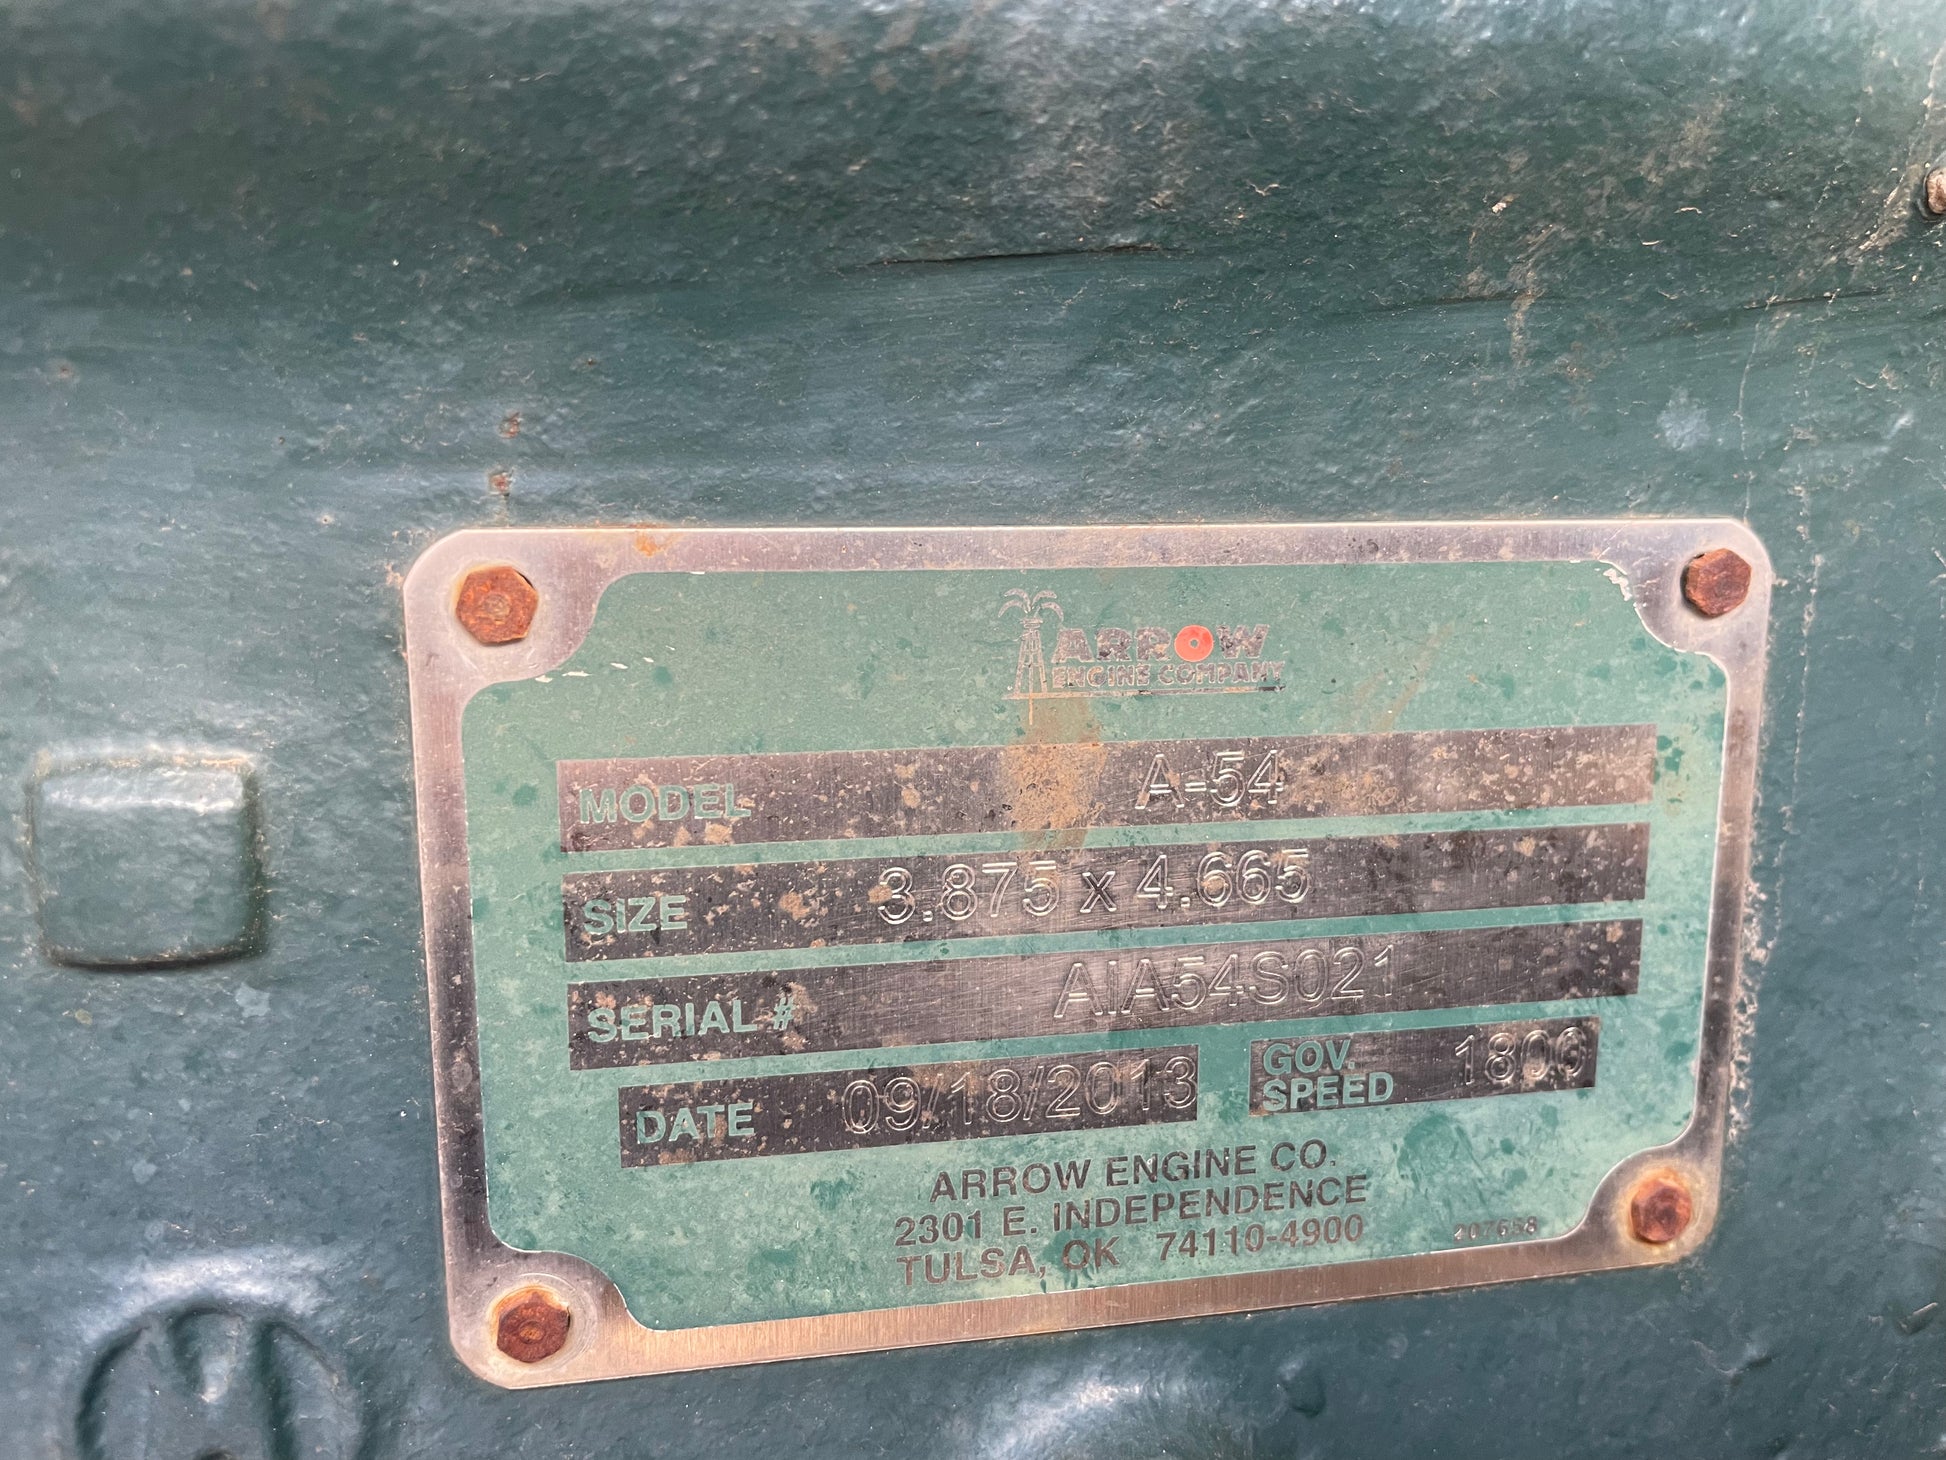 ARROW
ENGINE COMPANY
MODEL A-54
SIZE 3.875 x 4.665
SERIAL # AIA54S021
DATE 09/18/2013
GOV. SPEED 1800
ARROW ENGINE CO.
2301 E. INDEPENDENCE
TULSA, OK 74110-4900
207658